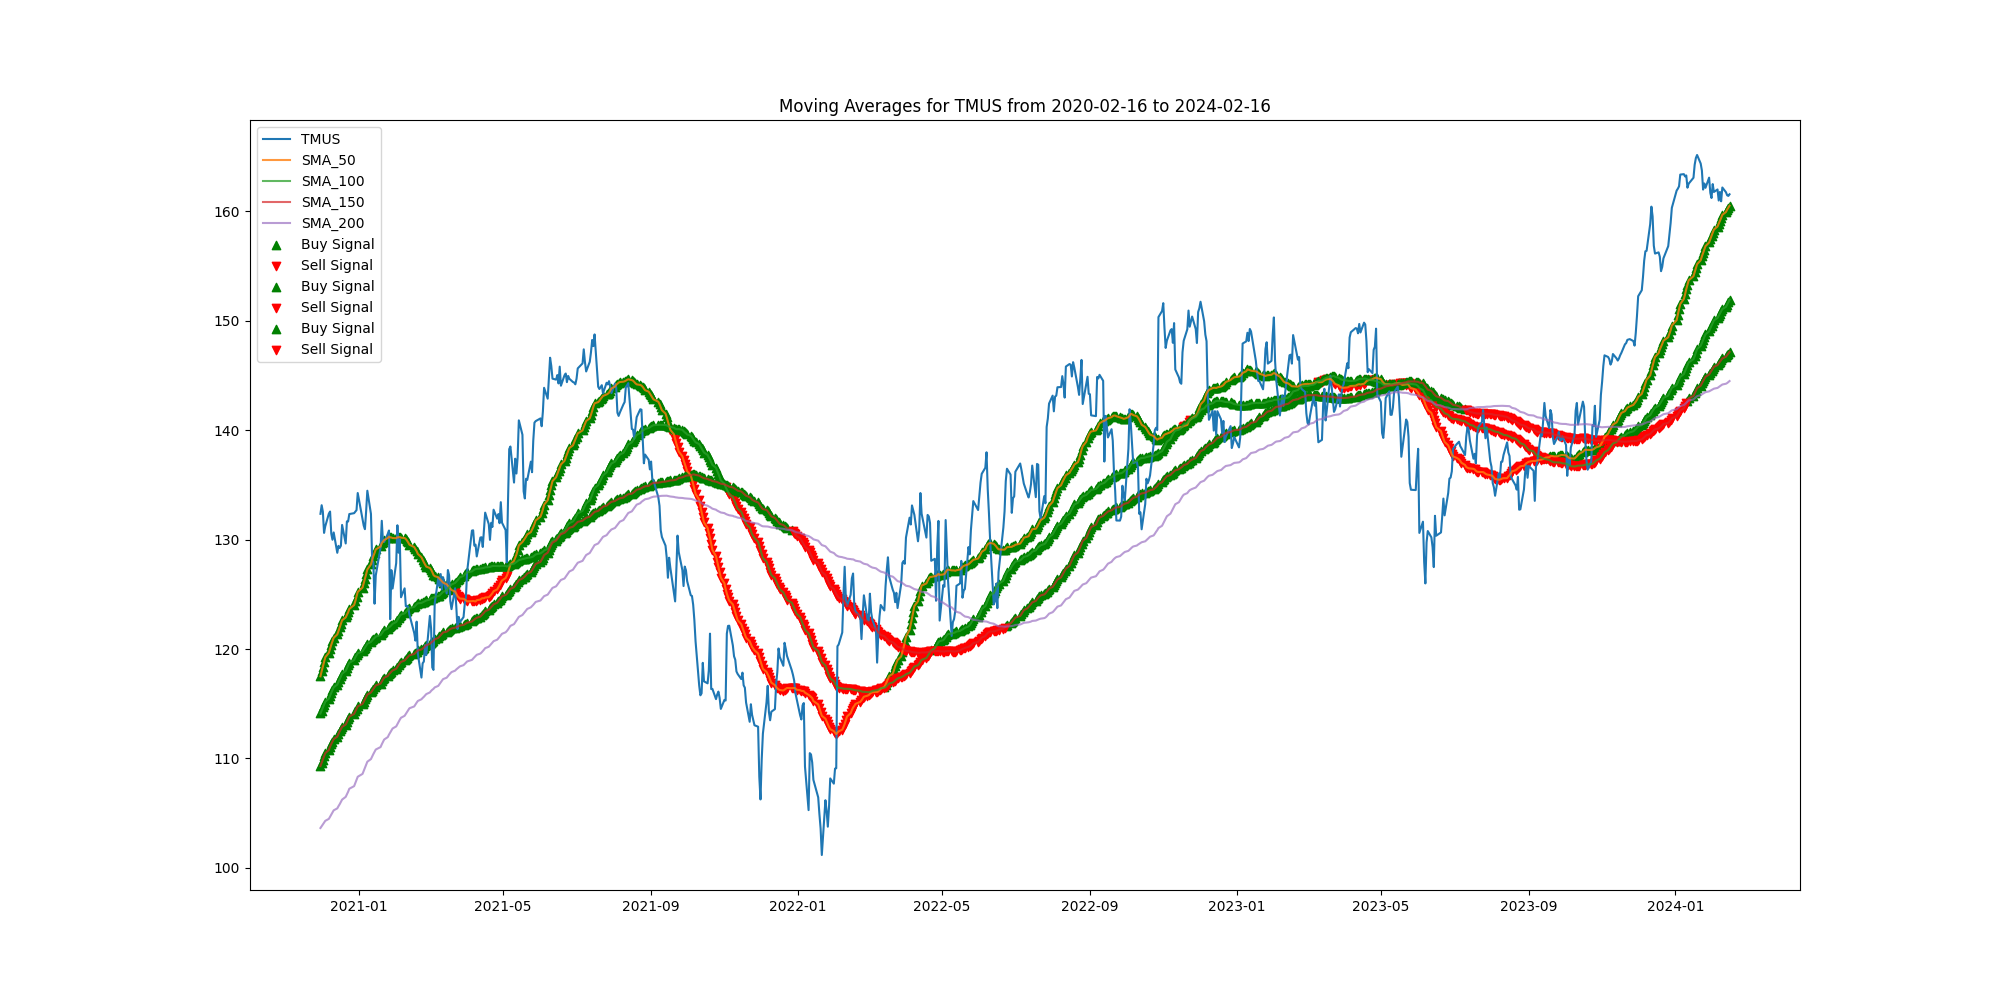 Moving Averages for TMUS from 2020-02-16 to 2024-02-16
TMUS
SMA_50
SMA_100
SMA_150
SMA_200
Buy Signal
Sell Signal
Buy Signal
Sell Signal
Buy Signal
Sell Signal
160
150
140
130
120
110
100
2021-01
2021-05
2021-09
2022-01
2022-05
2022-09
2023-01
2023-05
2023-09
2024-01